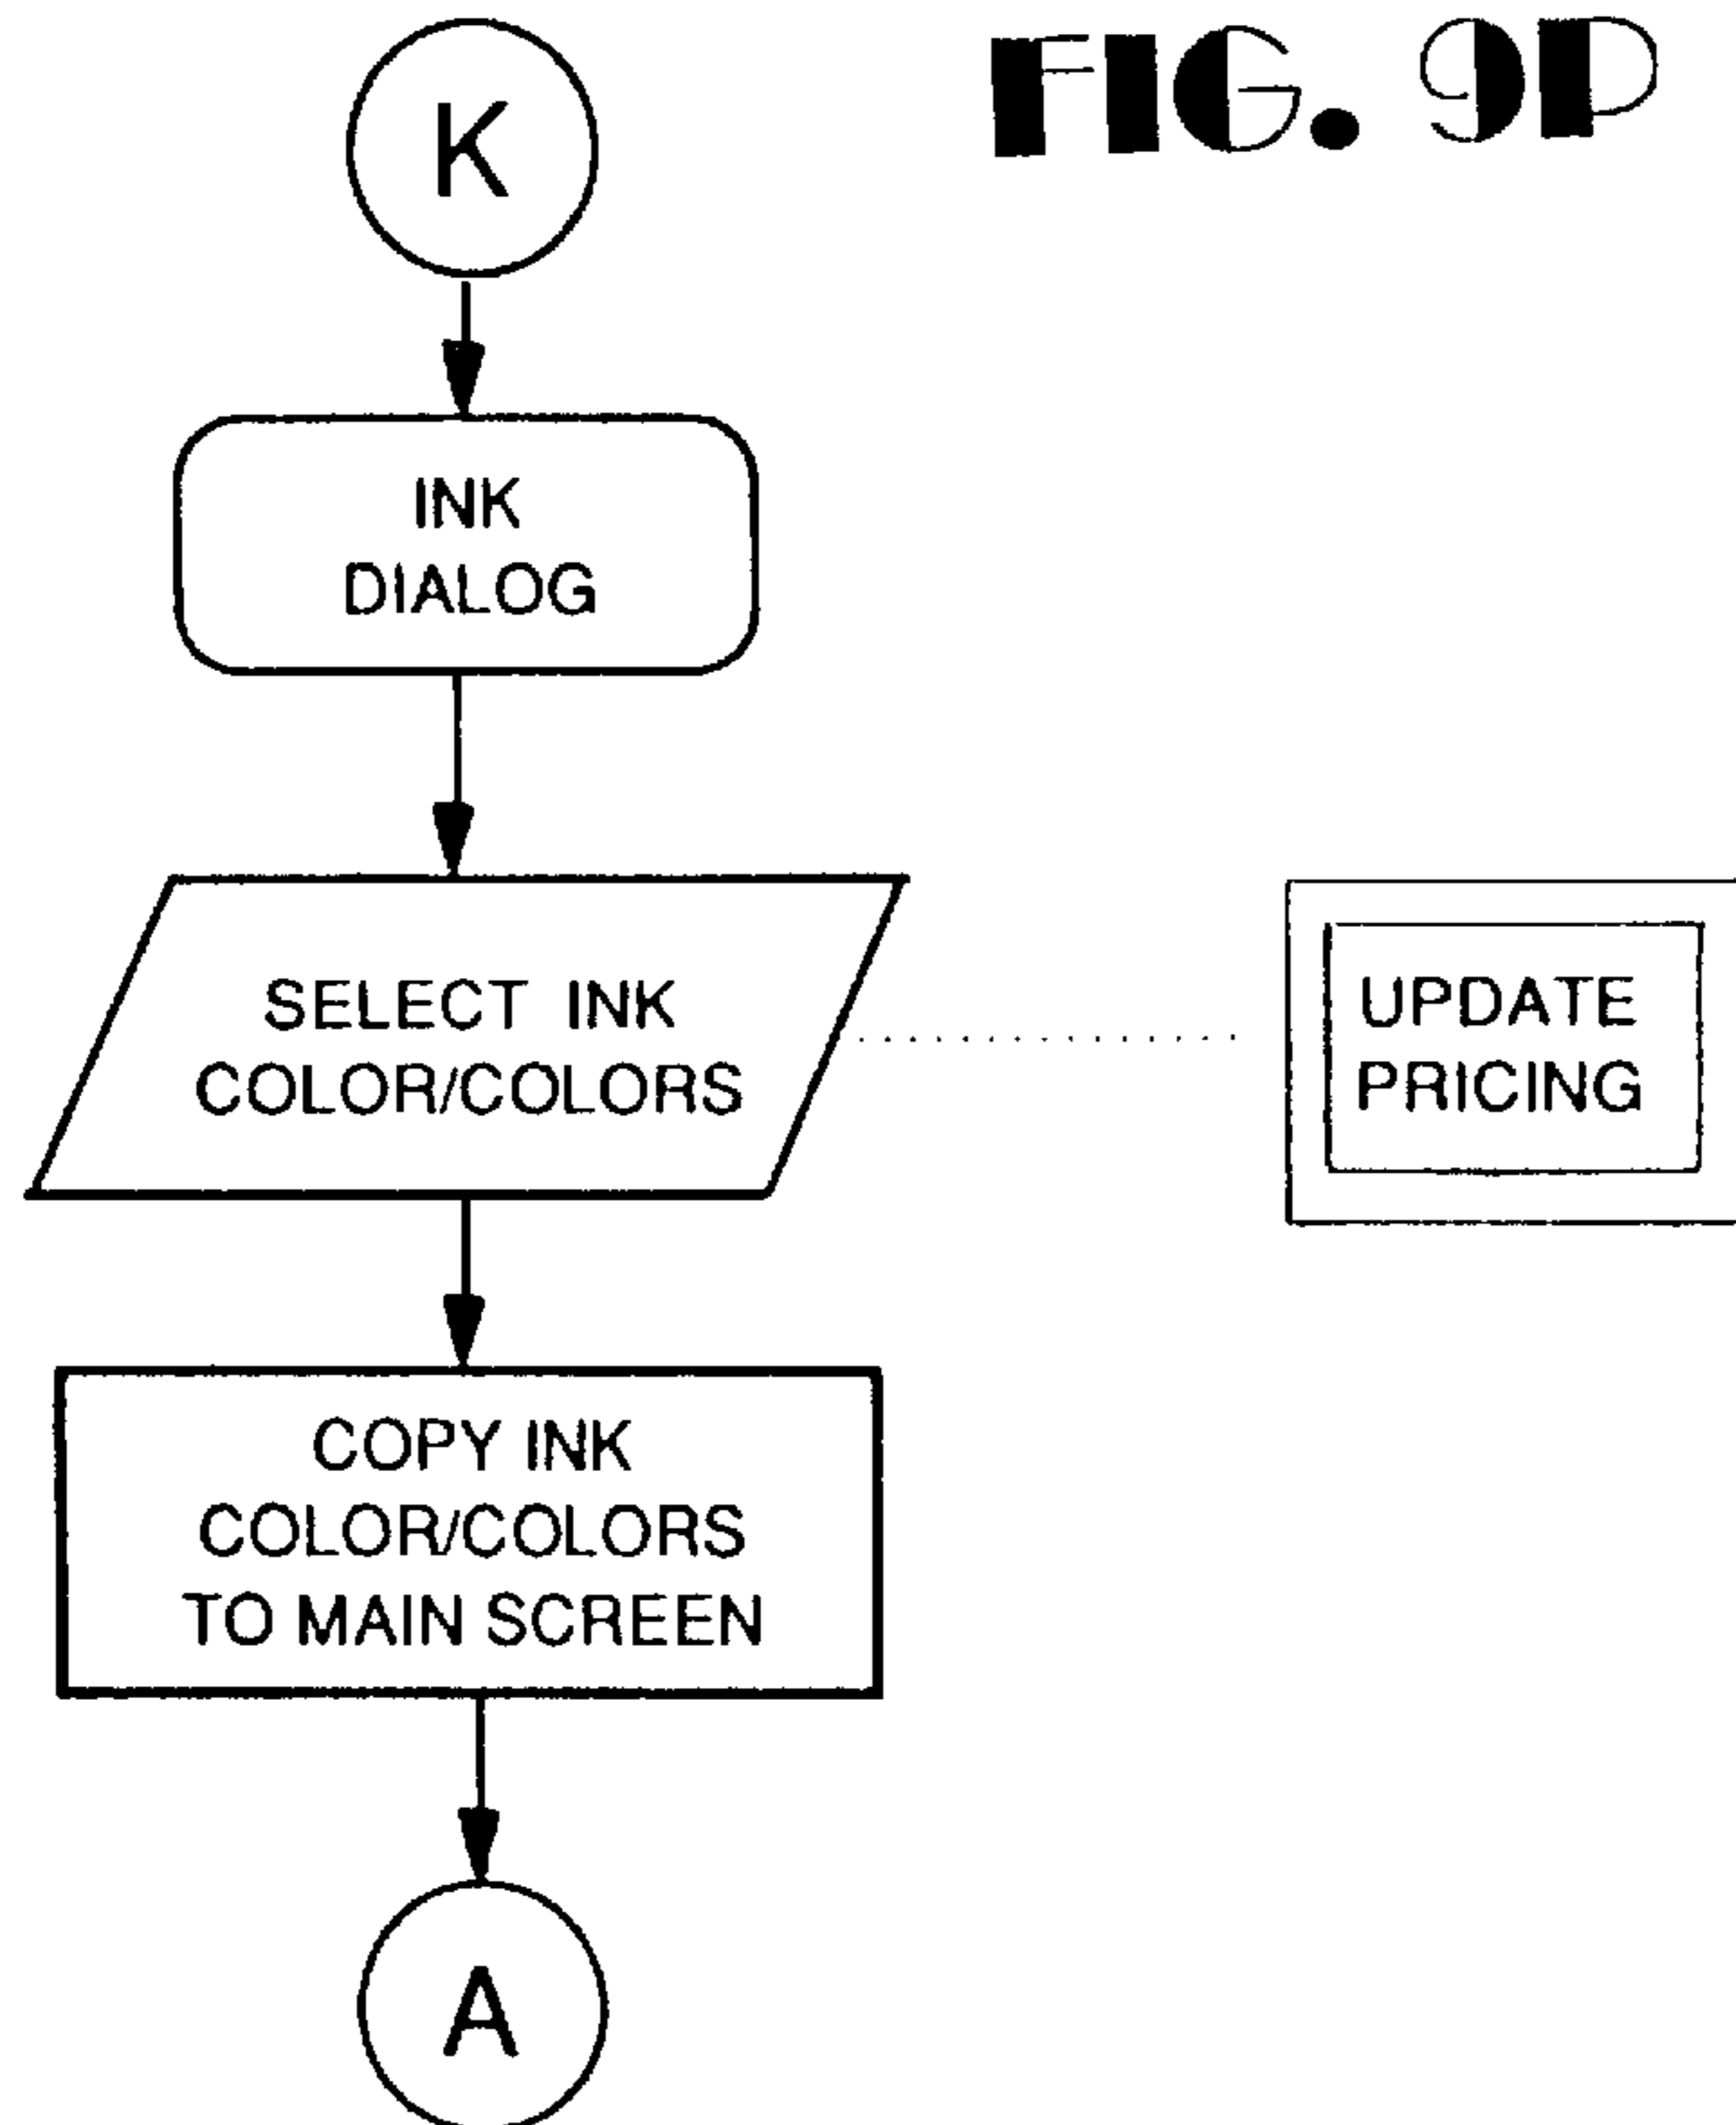 FIG. 9P
K
INK
DIALOG
SELECT INK
COLOR/COLORS
UPDATE
PRICING
COPY INK
COLOR/COLORS
TO MAIN SCREEN
A